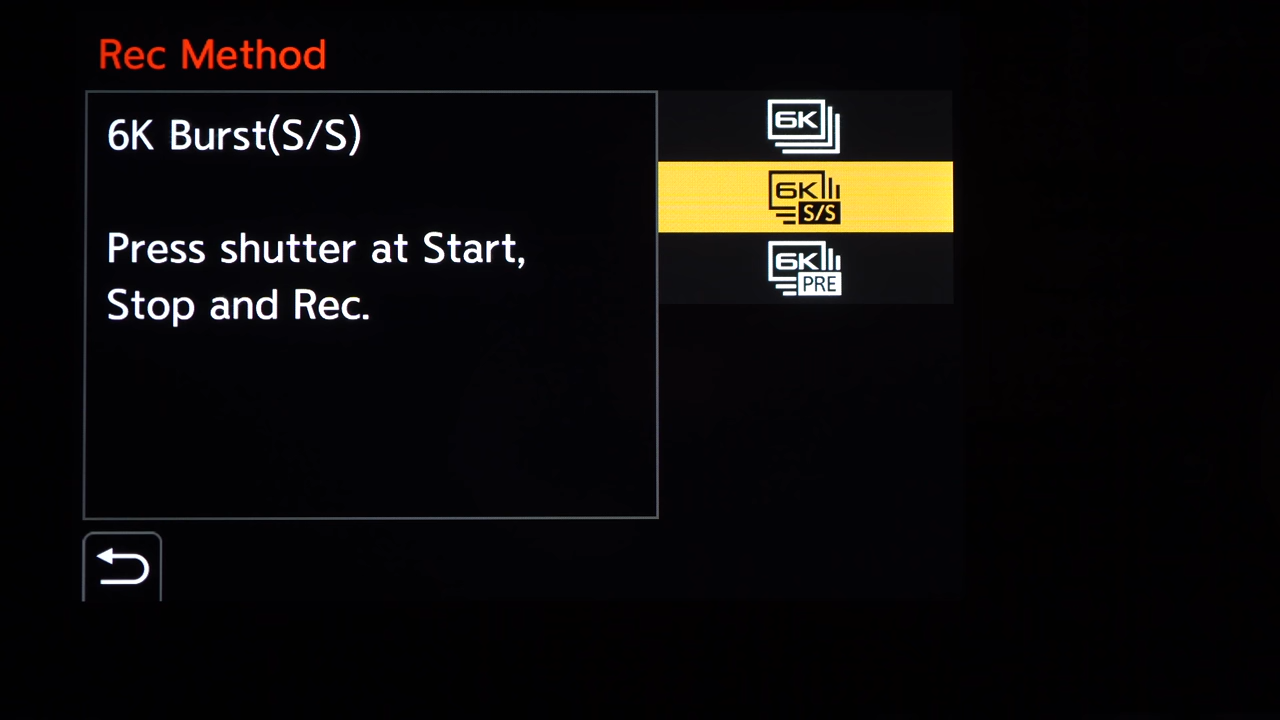 Rec Method
6K Burst(S/S)
Press shutter at Start,
Stop and Rec.
6K
6K
S/S
6K
PRE